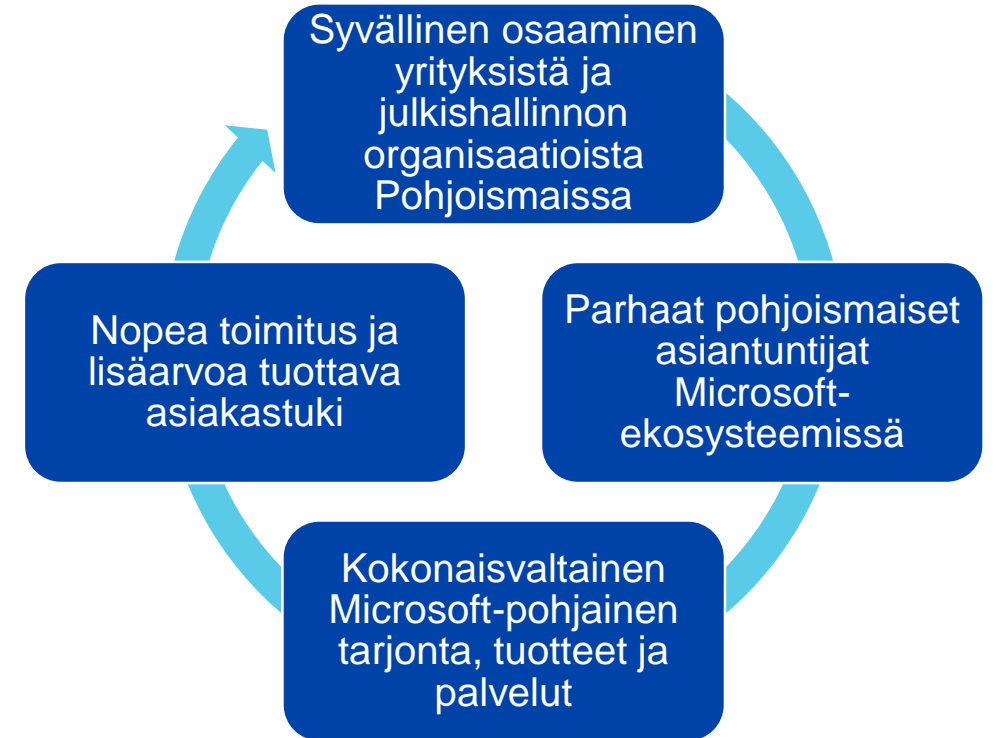 Syvällinen osaaminen
yrityksistä ja
julkishallinnon
organisaatioista
Pohjoismaissa
Parhaat pohjoismaiset
asiantuntijat
Microsoft-
ekosysteemissä
Kokonaisvaltainen
Microsoft-pohjainen
tarjonta, tuotteet ja
palvelut
Nopea toimitus ja
lisäarvoa tuottava
asiakastuki